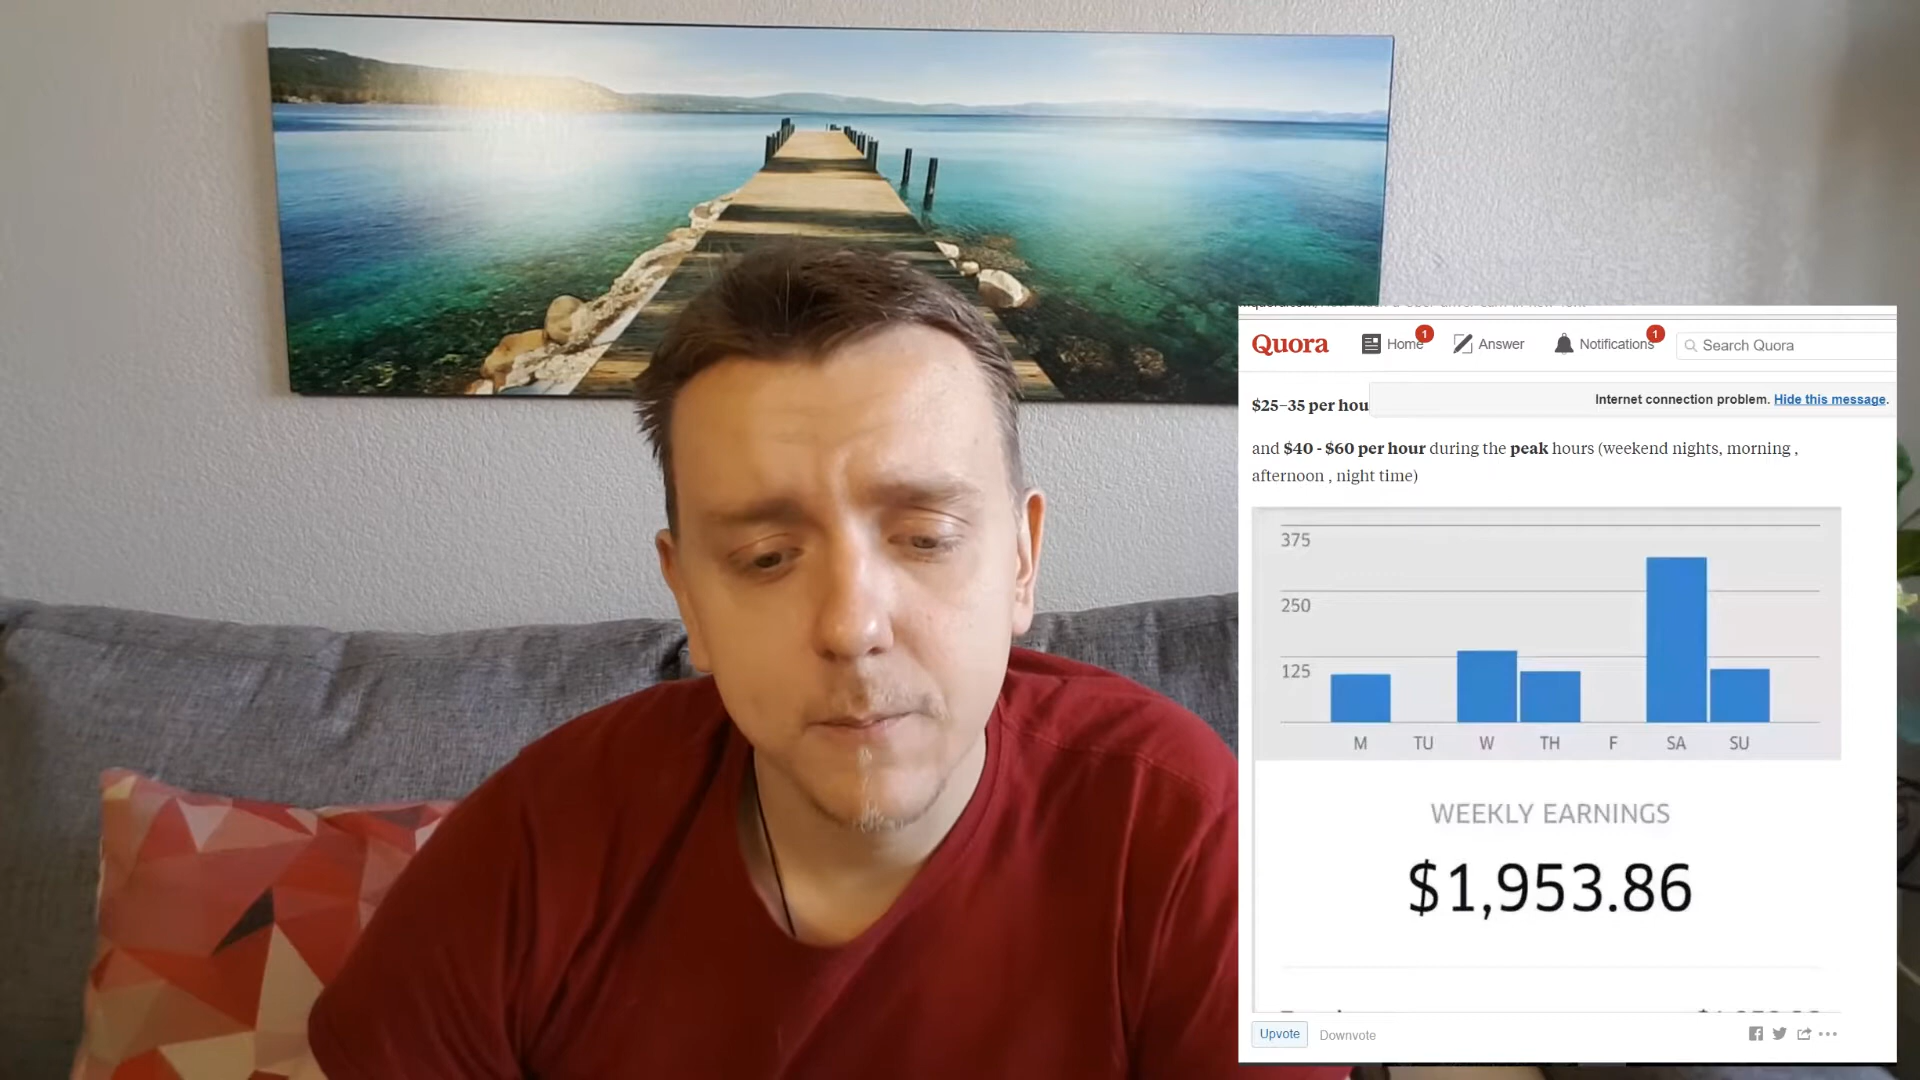 Quora
Home 1
Answer
Notifications 1
Search Quora
Internet connection problem. Hide this message.
$25–35 per hou
and $40 - $60 per hour during the peak hours (weekend nights, morning ,
afternoon , night time)
375
250
125
M TU W TH F SA SU
WEEKLY EARNINGS
$1,953.86
Upvote Downvote